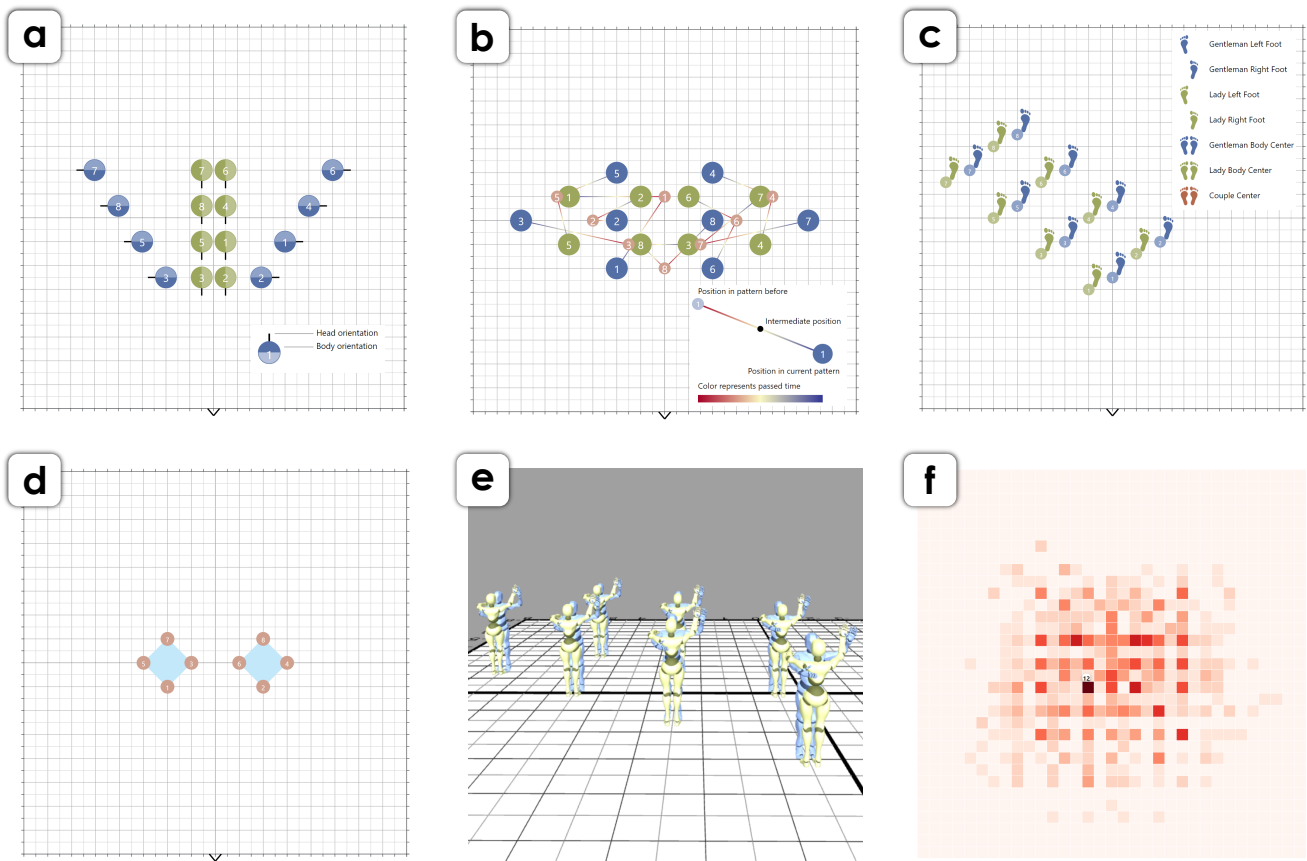 a
7 7 6 6
8 8 4 4
5 5 1 1
3 3 2 2
Head orientation
Body orientation
1
b
5 4
5 1 2 1 6 7 4
3 2 2 8 6 7
5 3 8 3 7 4
1 8 6
Position in pattern before
1
Intermediate position
1
Position in current pattern
Color represents passed time
c
Gentleman Left Foot
Gentleman Right Foot
Lady Left Foot
Lady Right Foot
Gentleman Body Center
Lady Body Center
Couple Center
d
7 8
5 3 6 4
1 2
e
f
12